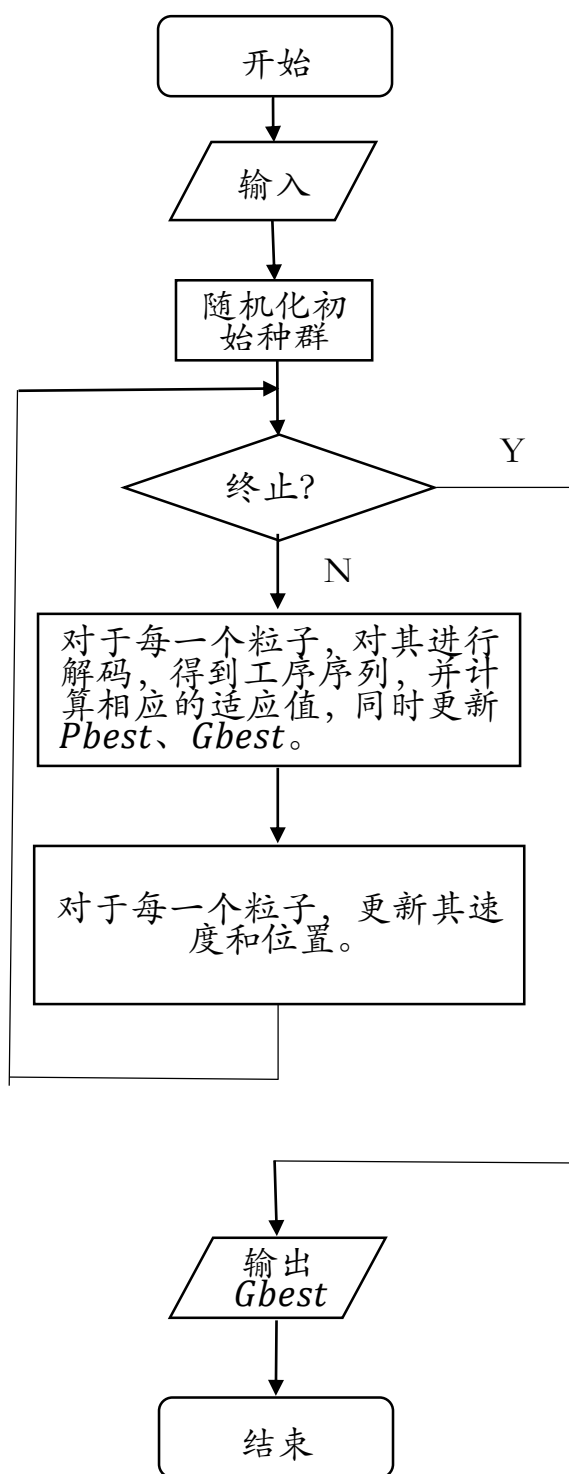 开始
输入
随机化初
始种群
终止?
Y
N
对于每一个粒子，对其进行
解码，得到工序序列，并计
算相应的适应值，同时更新
Pbest、Gbest。
对于每一个粒子，更新其速
度和位置。
输出
Gbest
结束